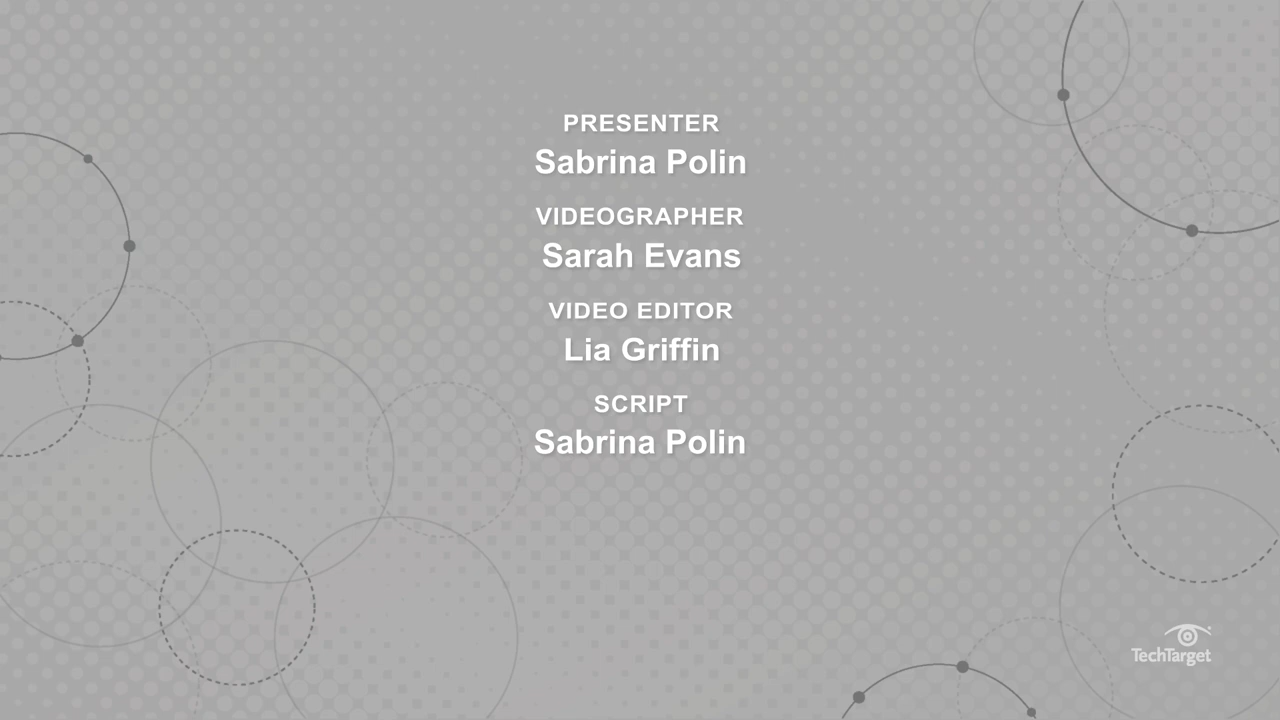 PRESENTER
Sabrina Polin
VIDEOGRAPHER
Sarah Evans
VIDEO EDITOR
Lia Griffin
SCRIPT
Sabrina Polin
TechTarget